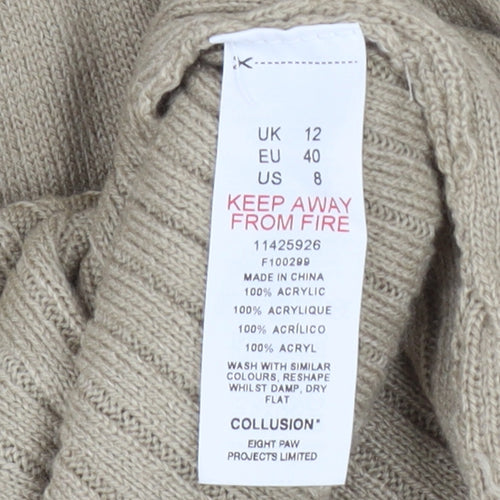 UK 12
EU 40
US 8
KEEP AWAY
FROM FIRE
11425926
F100299
MADE IN CHINA
100% ACRYLIC
100% ACRYLIQUE
100% ACRÍLICO
100% ACRYL
WASH WITH SIMILAR
COLOURS, RESHAPE
WHILST DAMP, DRY
FLAT
COLLUSION"
EIGHT PAW
PROJECTS LIMITED